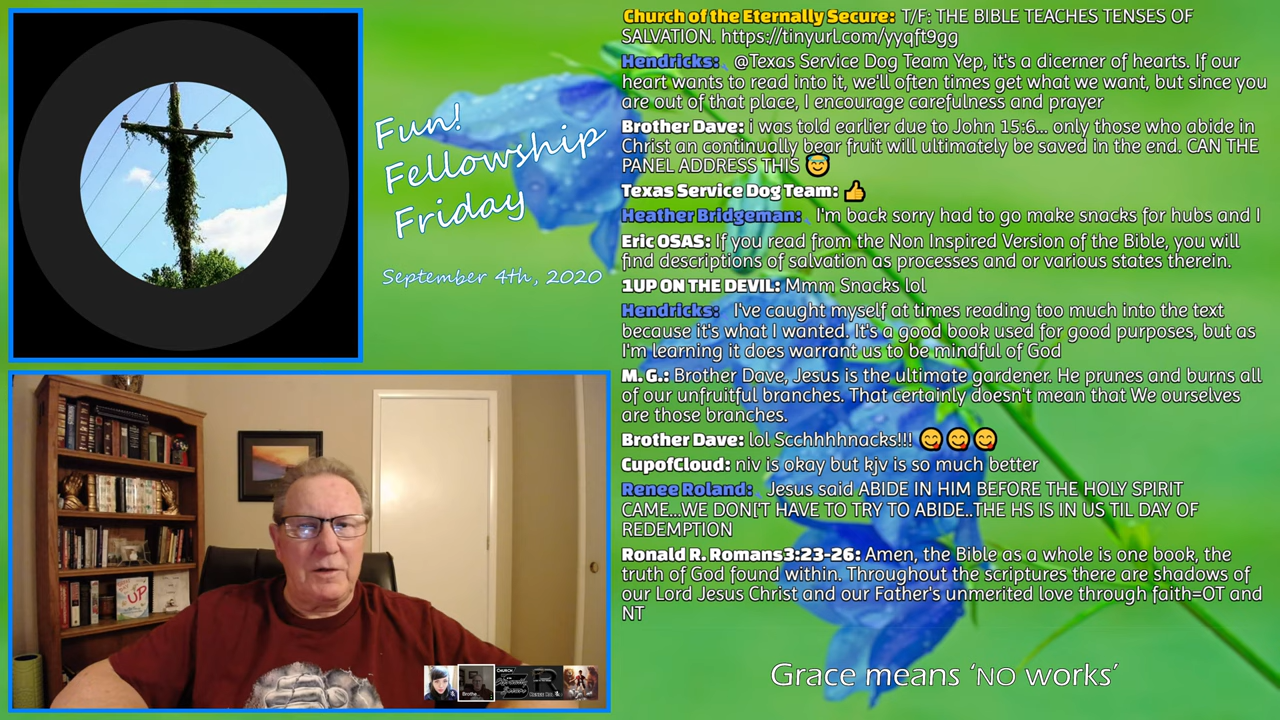 Fun!
Fellowship
Friday
September 4th, 2020
Church of the Eternally Secure: T/F: THE BIBLE TEACHES TENSES OF
SALVATION. https://tinyurl.com/yyqft9gg
Hendricks: @Texas Service Dog Team Yep, it's a dicerner of hearts. If our
heart wants to read into it, we'll often times get what we want, but since you
are out of that place, I encourage carefulness and prayer
Brother Dave: i was told earlier due to John 15:6... only those who abide in
Christ an continually bear fruit will ultimately be saved in the end. CAN THE
PANEL ADDRESS THIS 😇
Texas Service Dog Team: 👍
Heather Bridgeman: I'm back sorry had to go make snacks for hubs and I
Eric OSAS: If you read from the Non Inspired Version of the Bible, you will
find descriptions of salvation as processes and or various states therein.
1UP ON THE DEVIL: Mmm Snacks lol
Hendricks: I've caught myself at times reading too much into the text
because it's what I wanted. It's a good book used for good purposes, but as
I'm learning it does warrant us to be mindful of God
M. G.: Brother Dave, Jesus is the ultimate gardener. He prunes and burns all
of our unfruitful branches. That certainly doesn't mean that We ourselves
are those branches.
Brother Dave: lol Scchhhhnacks!!! 😋😋😋
CupofCloud: niv is okay but kjv is so much better
Renee Roland: Jesus said ABIDE IN HIM BEFORE THE HOLY SPIRIT
CAME...WE DON[T HAVE TO TRY TO ABIDE..THE HS IS IN US TIL DAY OF
REDEMPTION
Ronald R. Romans3:23-26: Amen, the Bible as a whole is one book, the
truth of God found within. Throughout the scriptures there are shadows of
our Lord Jesus Christ and our Father's unmerited love through faith=OT and
NT
Grace means 'NO works'
UP
Brothe...